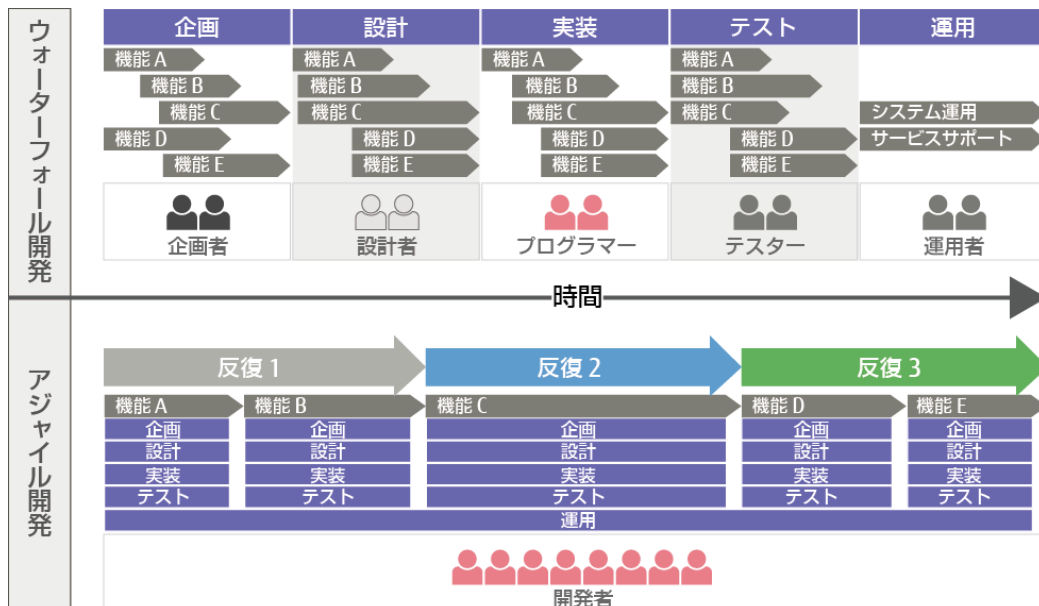 ウォーターフォール開発
企画
設計
実装
テスト
運用
機能 A
機能 B
機能 C
機能 D
機能 E
機能 A
機能 B
機能 C
機能 D
機能 E
機能 A
機能 B
機能 C
機能 D
機能 E
機能 A
機能 B
機能 C
機能 D
機能 E
システム運用
サービスサポート
企画者
設計者
プログラマー
テスター
運用者
時間
アジャイル開発
反復 1
反復 2
反復 3
機能 A
機能 B
機能 C
機能 D
機能 E
企画
企画
企画
企画
企画
設計
設計
設計
設計
設計
実装
実装
実装
実装
実装
テスト
テスト
テスト
テスト
テスト
運用
開発者